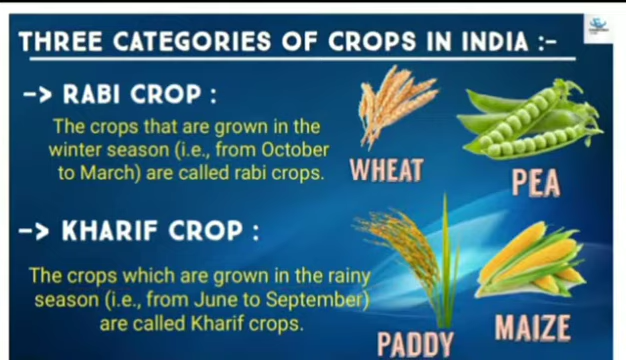 THREE CATEGORIES OF CROPS IN INDIA :-
-> RABI CROP :
The crops that are grown in the
winter season (i.e., from October
to March) are called rabi crops.
WHEAT
PEA
-> KHARIF CROP :
The crops which are grown in the rainy
season (i.e., from June to September)
are called Kharif crops.
PADDY
MAIZE